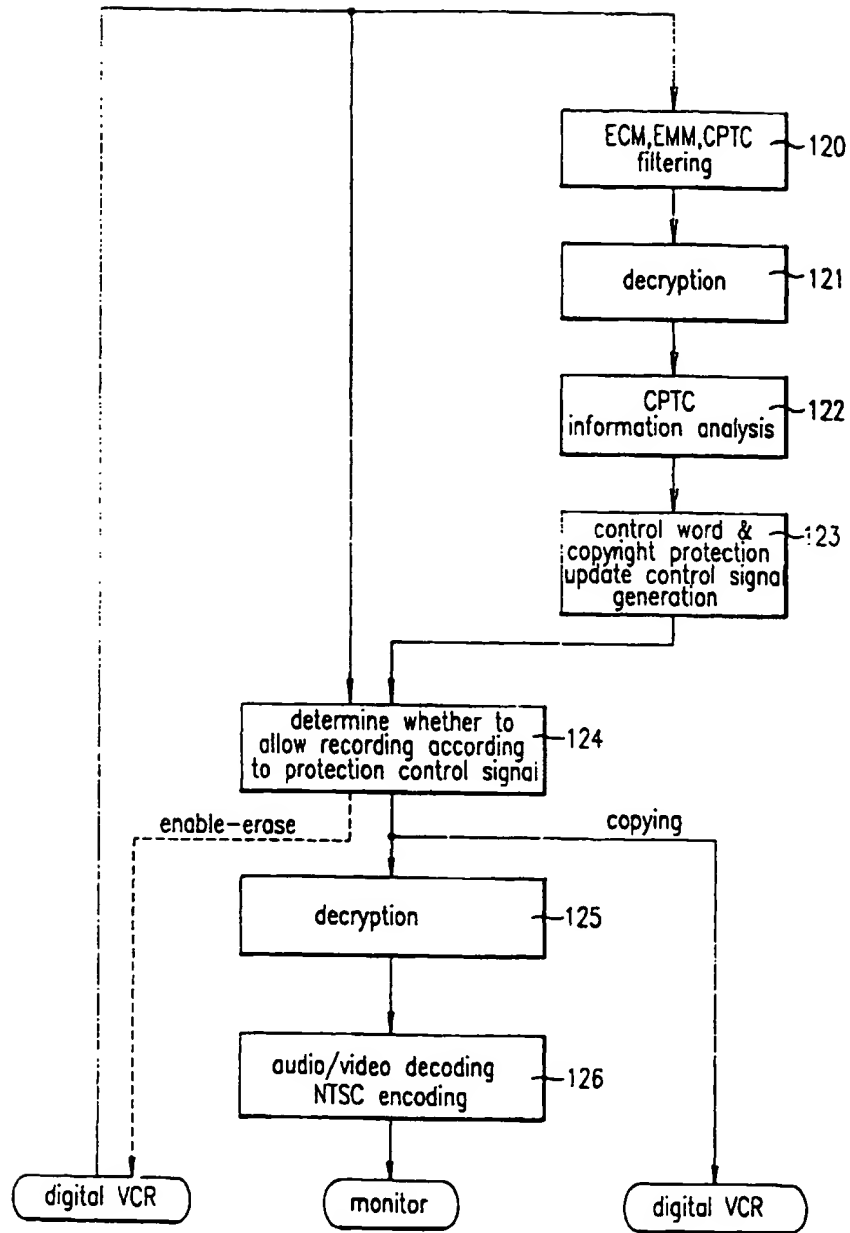 ECM,EMM,CPTC
filtering
120
decryption
121
CPTC
information analysis
122
control word &
copyright protection
update control signal
generation
123
determine whether to
allow recording according
to protection control signal
124
enable-erase
copying
decryption
125
audio/video decoding
NTSC encoding
126
digital VCR
monitor
digital VCR